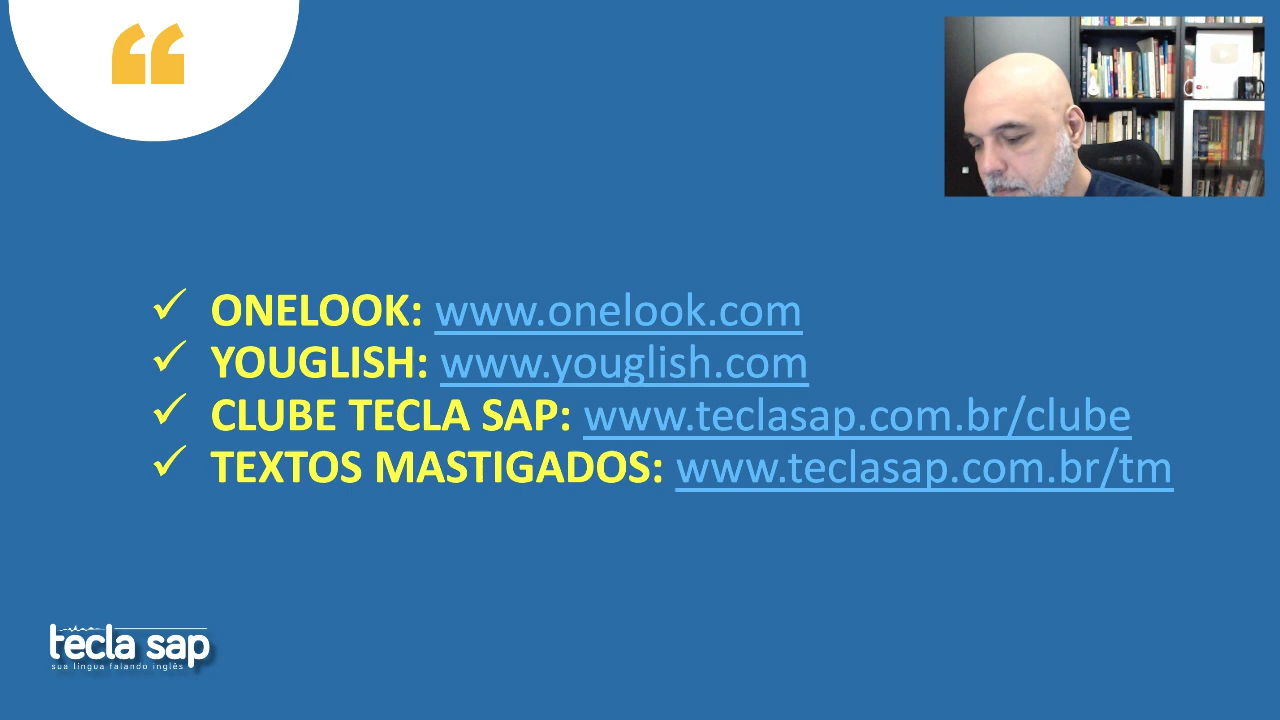 ONELOOK: www.onelook.com
YOUGLISH: www.youglish.com
CLUBE TECLA SAP: www.teclasap.com.br/clube
TEXTOS MASTIGADOS: www.teclasap.com.br/tm
tecla sap
sua língua falando inglês